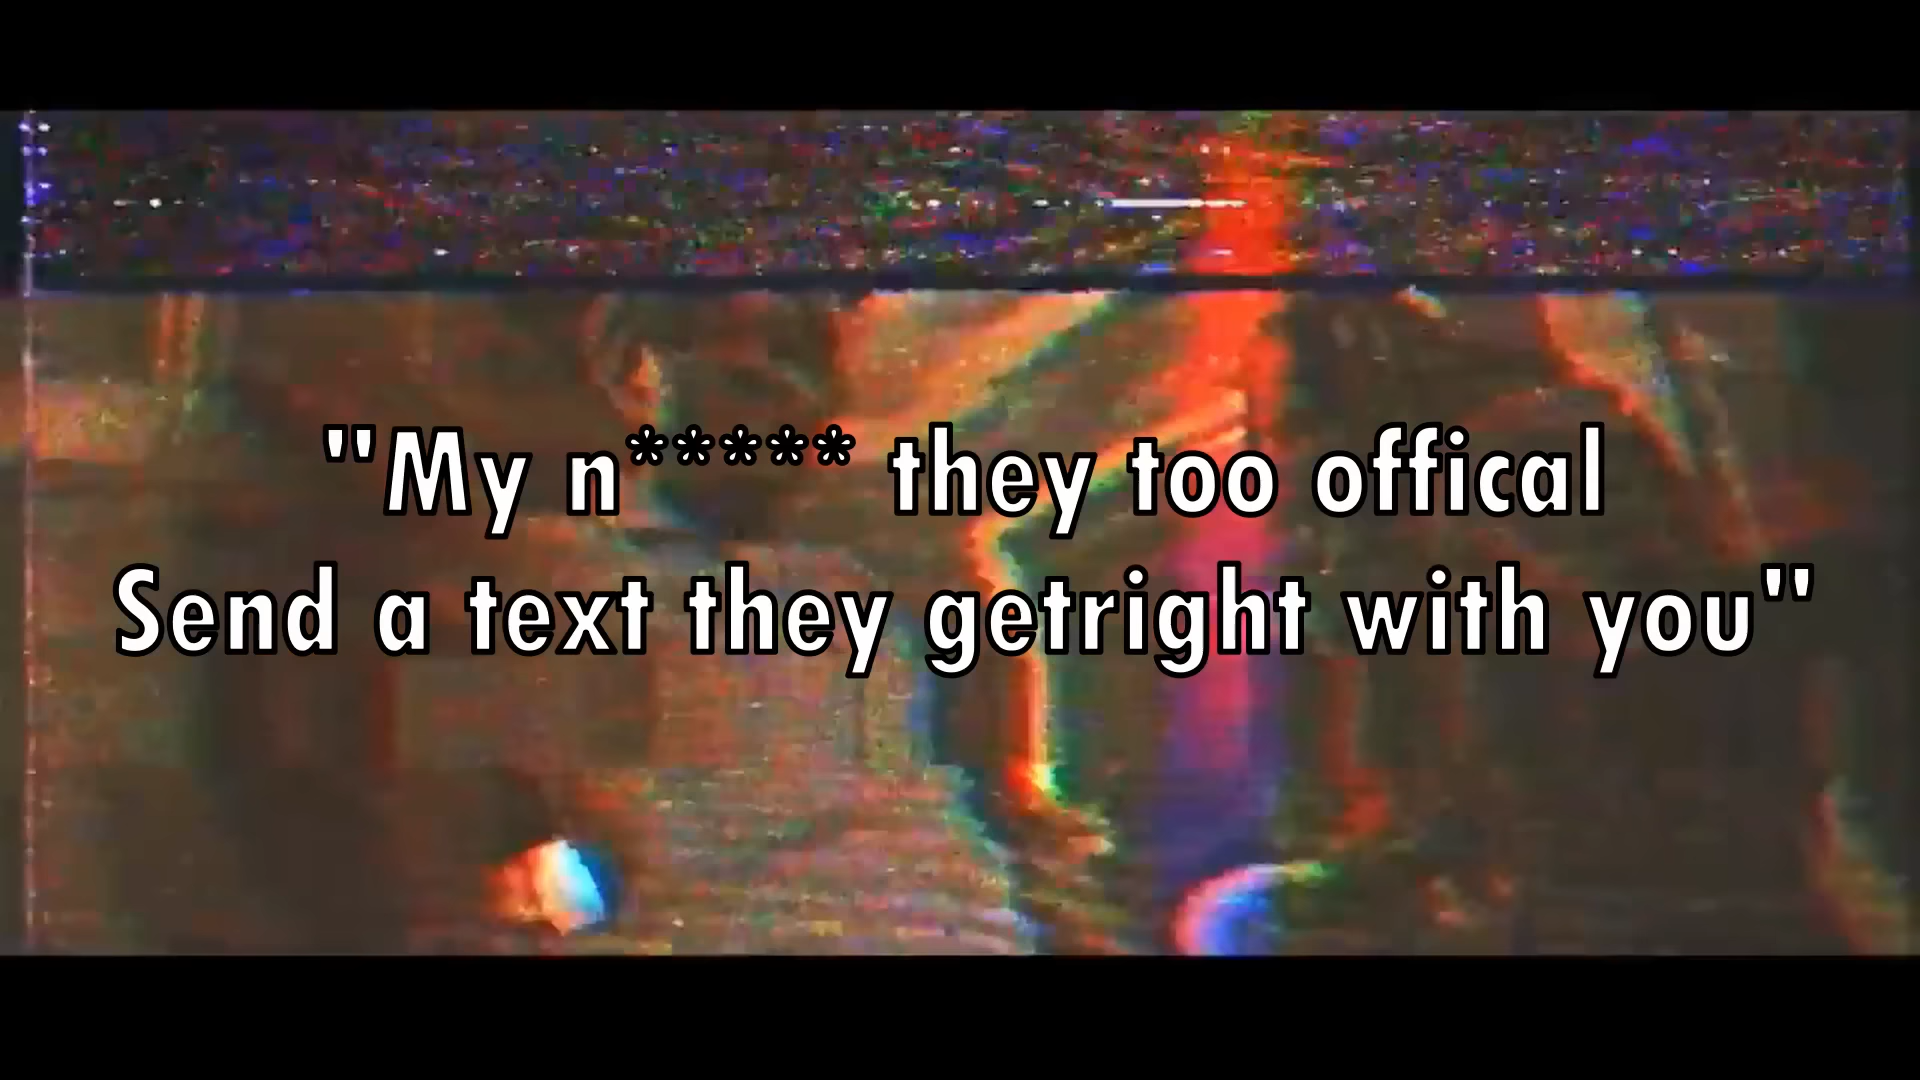 "My n***** they too offical
Send a text they getright with you"